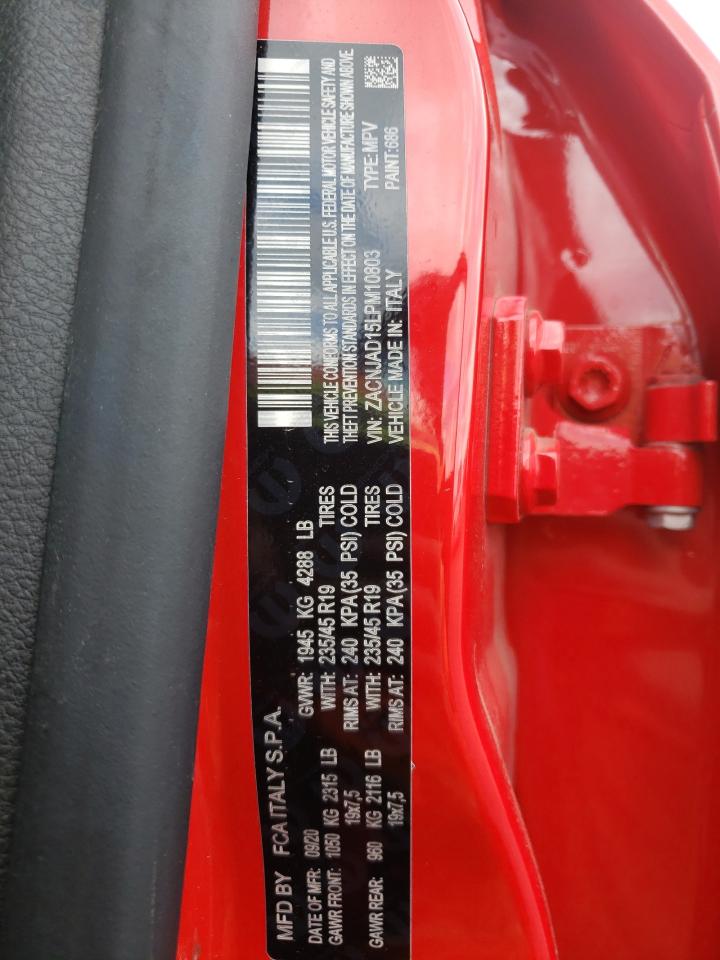 MFD BY FCA ITALY S.P.A.
DATE OF MFR: 09/20 GVWR: 1945 KG 4288 LB
GAWR FRONT: 1050 KG 2315 LB WITH: 235/45 R19 TIRES
19x7,5 RIMS AT: 240 KPA(35 PSI) COLD
GAWR REAR: 960 KG 2116 LB WITH: 235/45 R19 TIRES
19x7,5 RIMS AT: 240 KPA(35 PSI) COLD
THIS VEHICLE CONFORMS TO ALL APPLICABLE U.S. FEDERAL MOTOR VEHICLE SAFETY AND
THEFT PREVENTION STANDARDS IN EFFECT ON THE DATE OF MANUFACTURE SHOWN ABOVE
VIN: ZACNJAD15LPM10803 TYPE:MPV
VEHICLE MADE IN: ITALY PAINT:686